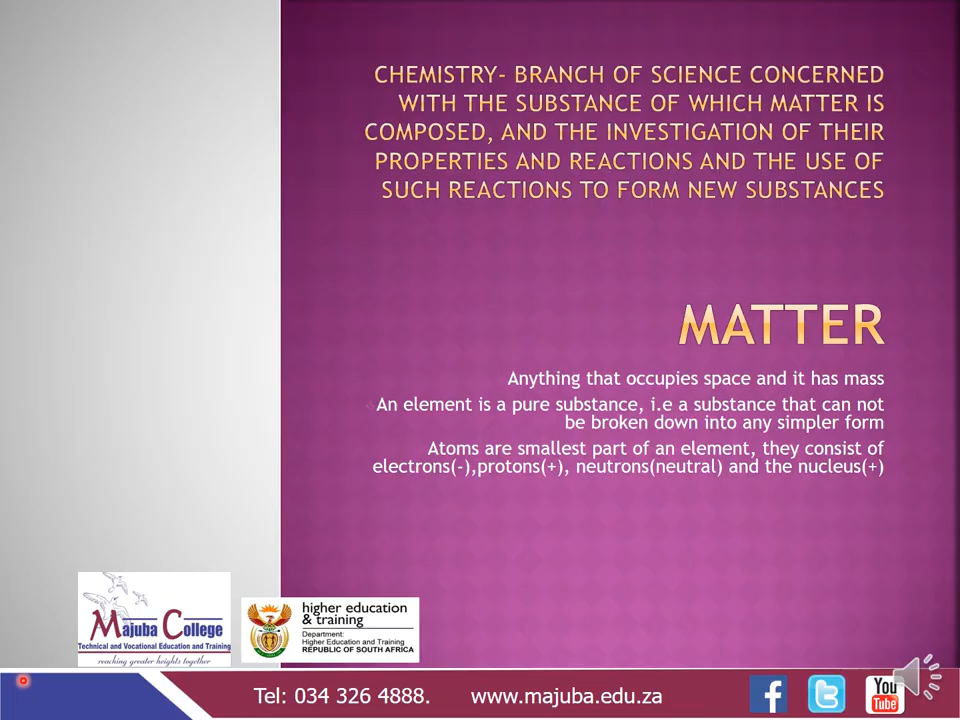 CHEMISTRY- BRANCH OF SCIENCE CONCERNED
WITH THE SUBSTANCE OF WHICH MATTER IS
COMPOSED, AND THE INVESTIGATION OF THEIR
PROPERTIES AND REACTIONS AND THE USE OF
SUCH REACTIONS TO FORM NEW SUBSTANCES
MATTER
Anything that occupies space and it has mass
An element is a pure substance, i.e a substance that can not
be broken down into any simpler form
Atoms are smallest part of an element, they consist of
electrons(-),protons(+), neutrons(neutral) and the nucleus(+)
Majuba College
Technical and Vocational Education and Training
reaching greater heights together
higher education
& training
Department:
Higher Education and Training
REPUBLIC OF SOUTH AFRICA
Tel: 034 326 4888. www.majuba.edu.za
You
Tube